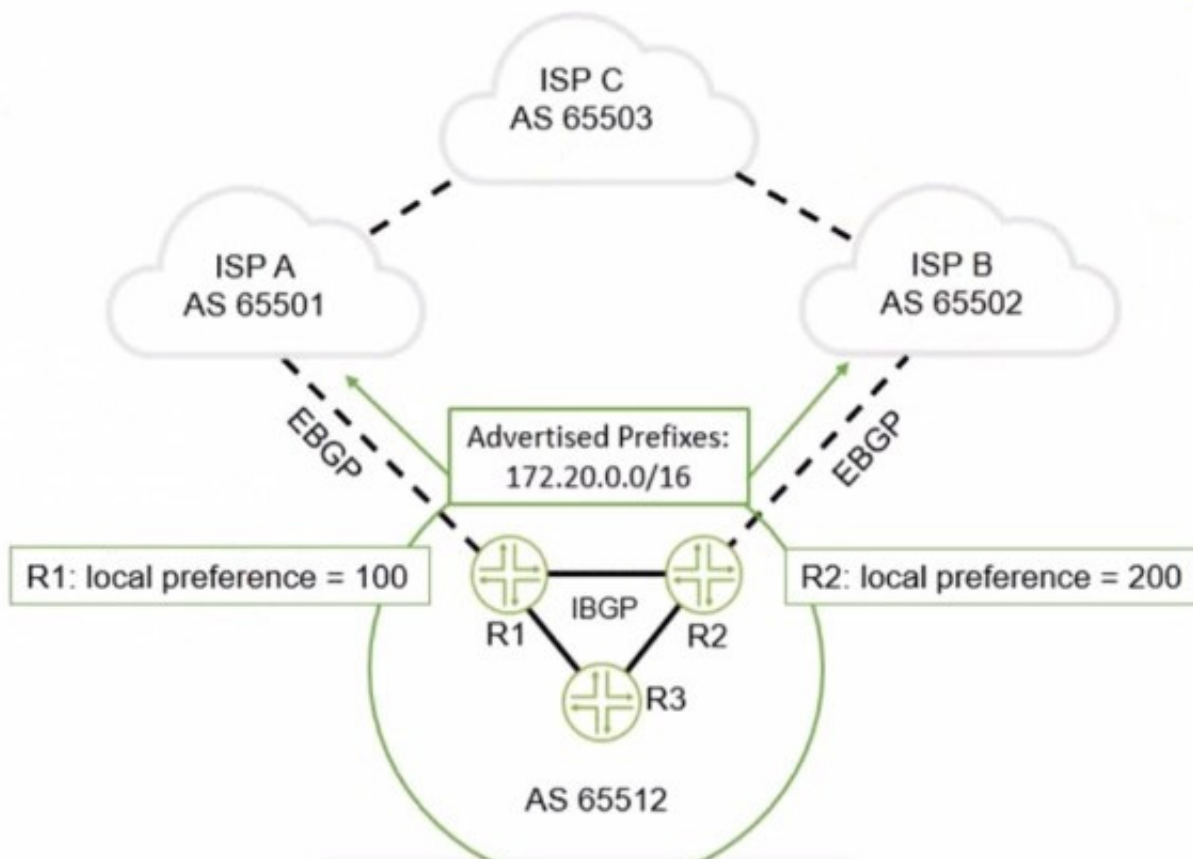 ISP C
AS 65503
ISP A
AS 65501
ISP B
AS 65502
EBGP
Advertised Prefixes:
172.20.0.0/16
EBGP
R1: local preference = 100
R2: local preference = 200
IBGP
R1
R2
R3
AS 65512